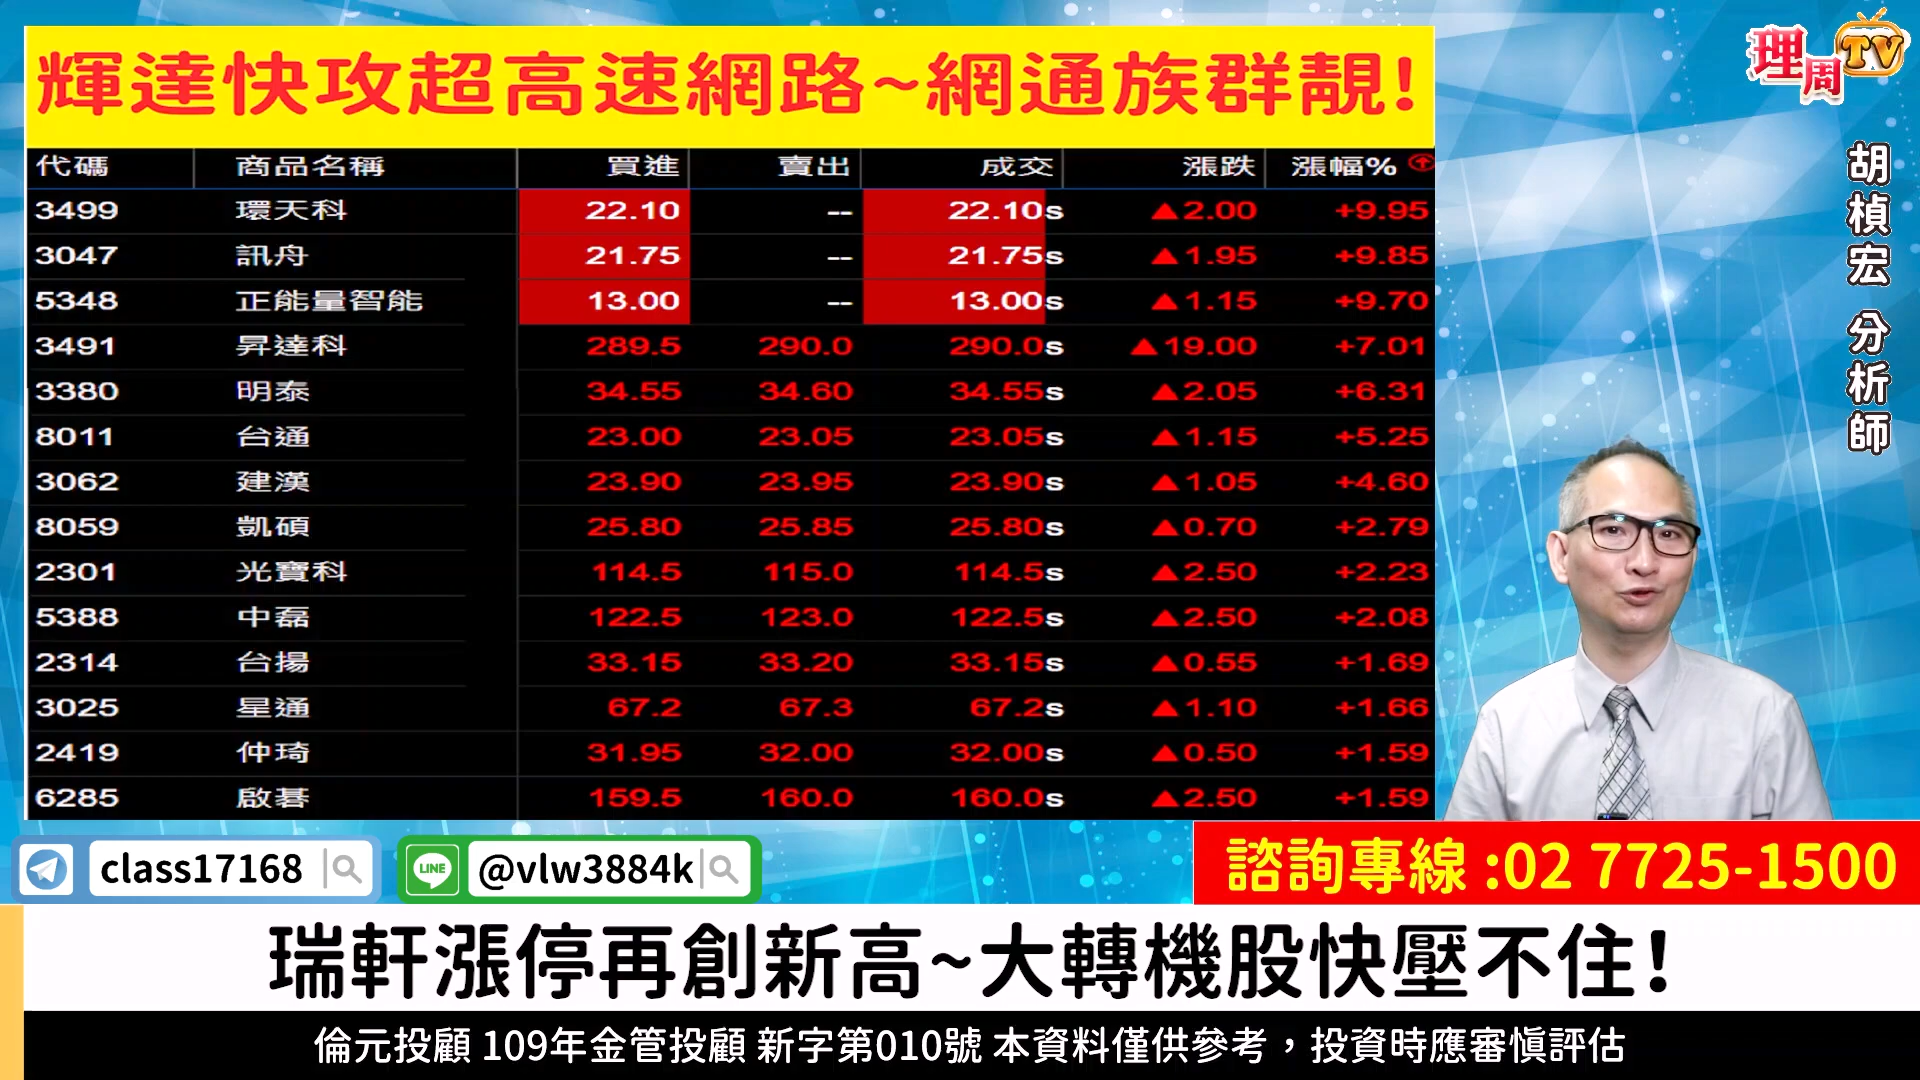 輝達快攻超高速網路~網通族群靚!
理周TV
胡楨宏 分析師
代碼 商品名稱 買進 賣出 成交 漲跌 漲幅%
3499 環天科 22.10 -- 22.10s ▲2.00 +9.95
3047 訊舟 21.75 -- 21.75s ▲1.95 +9.85
5348 正能量智能 13.00 -- 13.00s ▲1.15 +9.70
3491 昇達科 289.5 290.0 290.0s ▲19.00 +7.01
3380 明泰 34.55 34.60 34.55s ▲2.05 +6.31
8011 台通 23.00 23.05 23.05s ▲1.15 +5.25
3062 建漢 23.90 23.95 23.90s ▲1.05 +4.60
8059 凱碩 25.80 25.85 25.80s ▲0.70 +2.79
2301 光寶科 114.5 115.0 114.5s ▲2.50 +2.23
5388 中磊 122.5 123.0 122.5s ▲2.50 +2.08
2314 台揚 33.15 33.20 33.15s ▲0.55 +1.69
3025 星通 67.2 67.3 67.2s ▲1.10 +1.66
2419 仲琦 31.95 32.00 32.00s ▲0.50 +1.59
6285 啟碁 159.5 160.0 160.0s ▲2.50 +1.59
class17168
LINE @vlw3884k
諮詢專線:02 7725-1500
瑞軒漲停再創新高~大轉機股快壓不住!
倫元投顧 109年金管投顧 新字第010號 本資料僅供參考，投資時應審慎評估